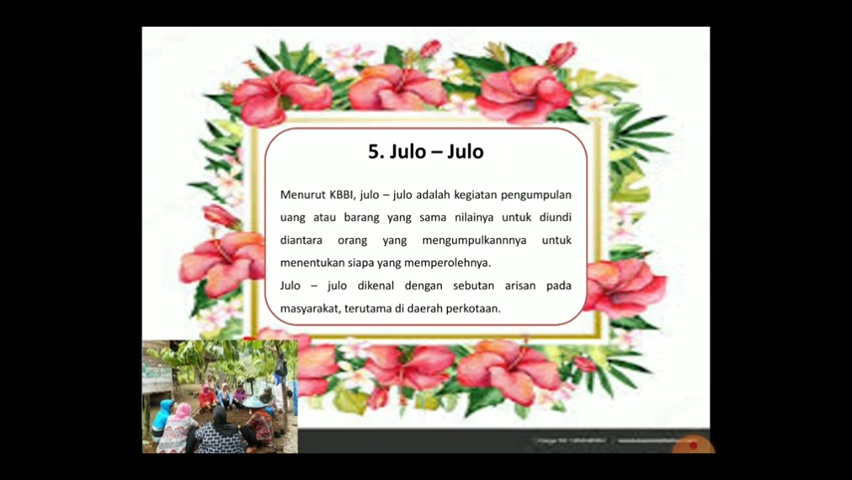 5. Julo – Julo
Menurut KBBI, julo – julo adalah kegiatan pengumpulan
uang atau barang yang sama nilainya untuk diundi
diantara orang yang mengumpulkannnya untuk
menentukan siapa yang memperolehnya.
Julo – julo dikenal dengan sebutan arisan pada
masyarakat, terutama di daerah perkotaan.